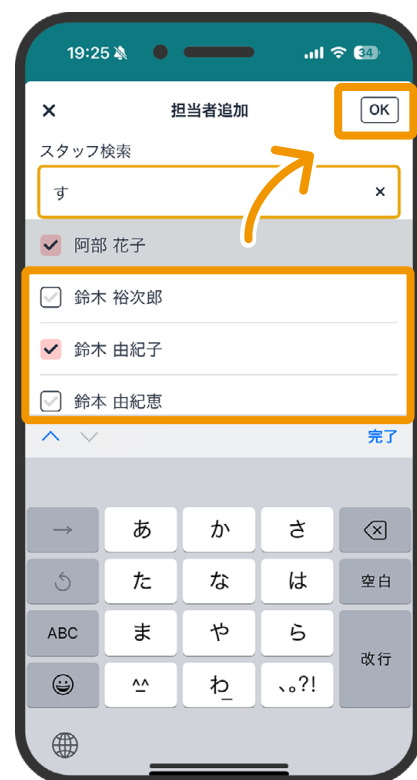 19:25 34
担当者追加 OK
スタッフ検索
す
阿部 花子
鈴木 裕次郎
鈴木 由紀子
鈴本 由紀恵
完了
→ あ か さ
た な は 空白
ABC ま や ら
改行
^^ わ_ 、。?!